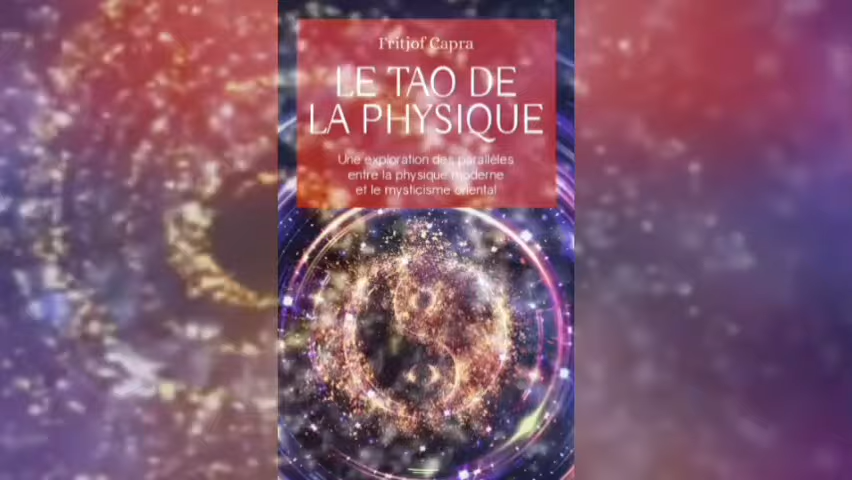 Fritjof Capra
LE TAO DE
LA PHYSIQUE
Une exploration des parallèles
entre la physique moderne
et le mysticisme oriental